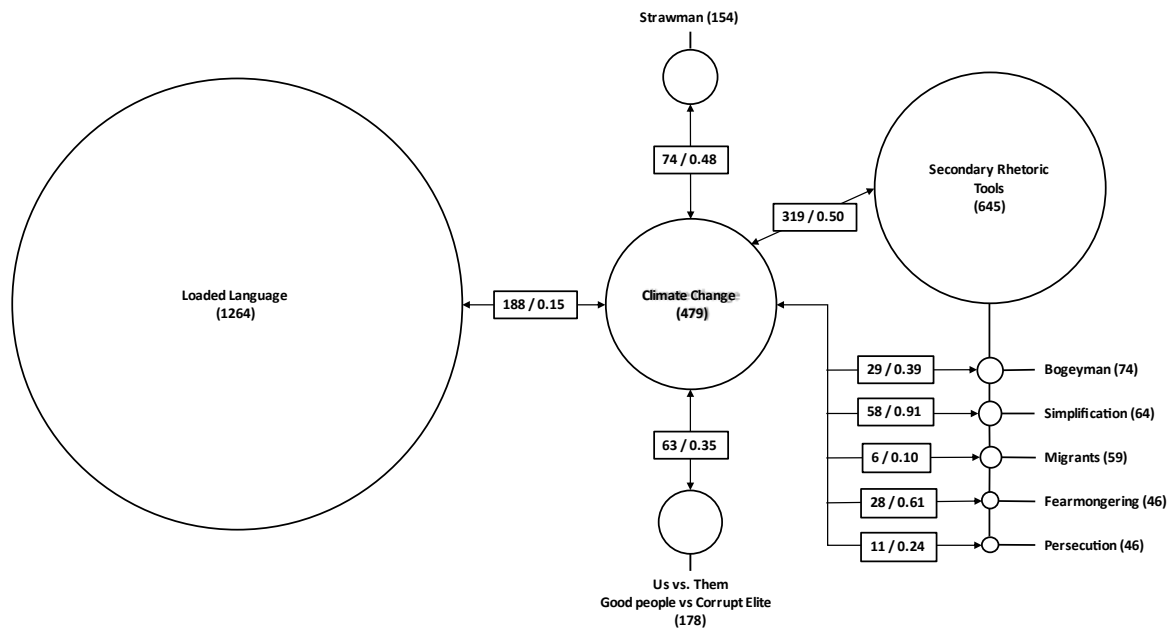 Strawman (154)
74 / 0.48
Secondary Rhetoric
Tools
(645)
319 / 0.50
Loaded Language
(1264)
188 / 0.15
Climate Change
(479)
29 / 0.39
Bogeyman (74)
58 / 0.91
Simplification (64)
63 / 0.35
6 / 0.10
Migrants (59)
28 / 0.61
Fearmongering (46)
11 / 0.24
Persecution (46)
Us vs. Them
Good people vs Corrupt Elite
(178)